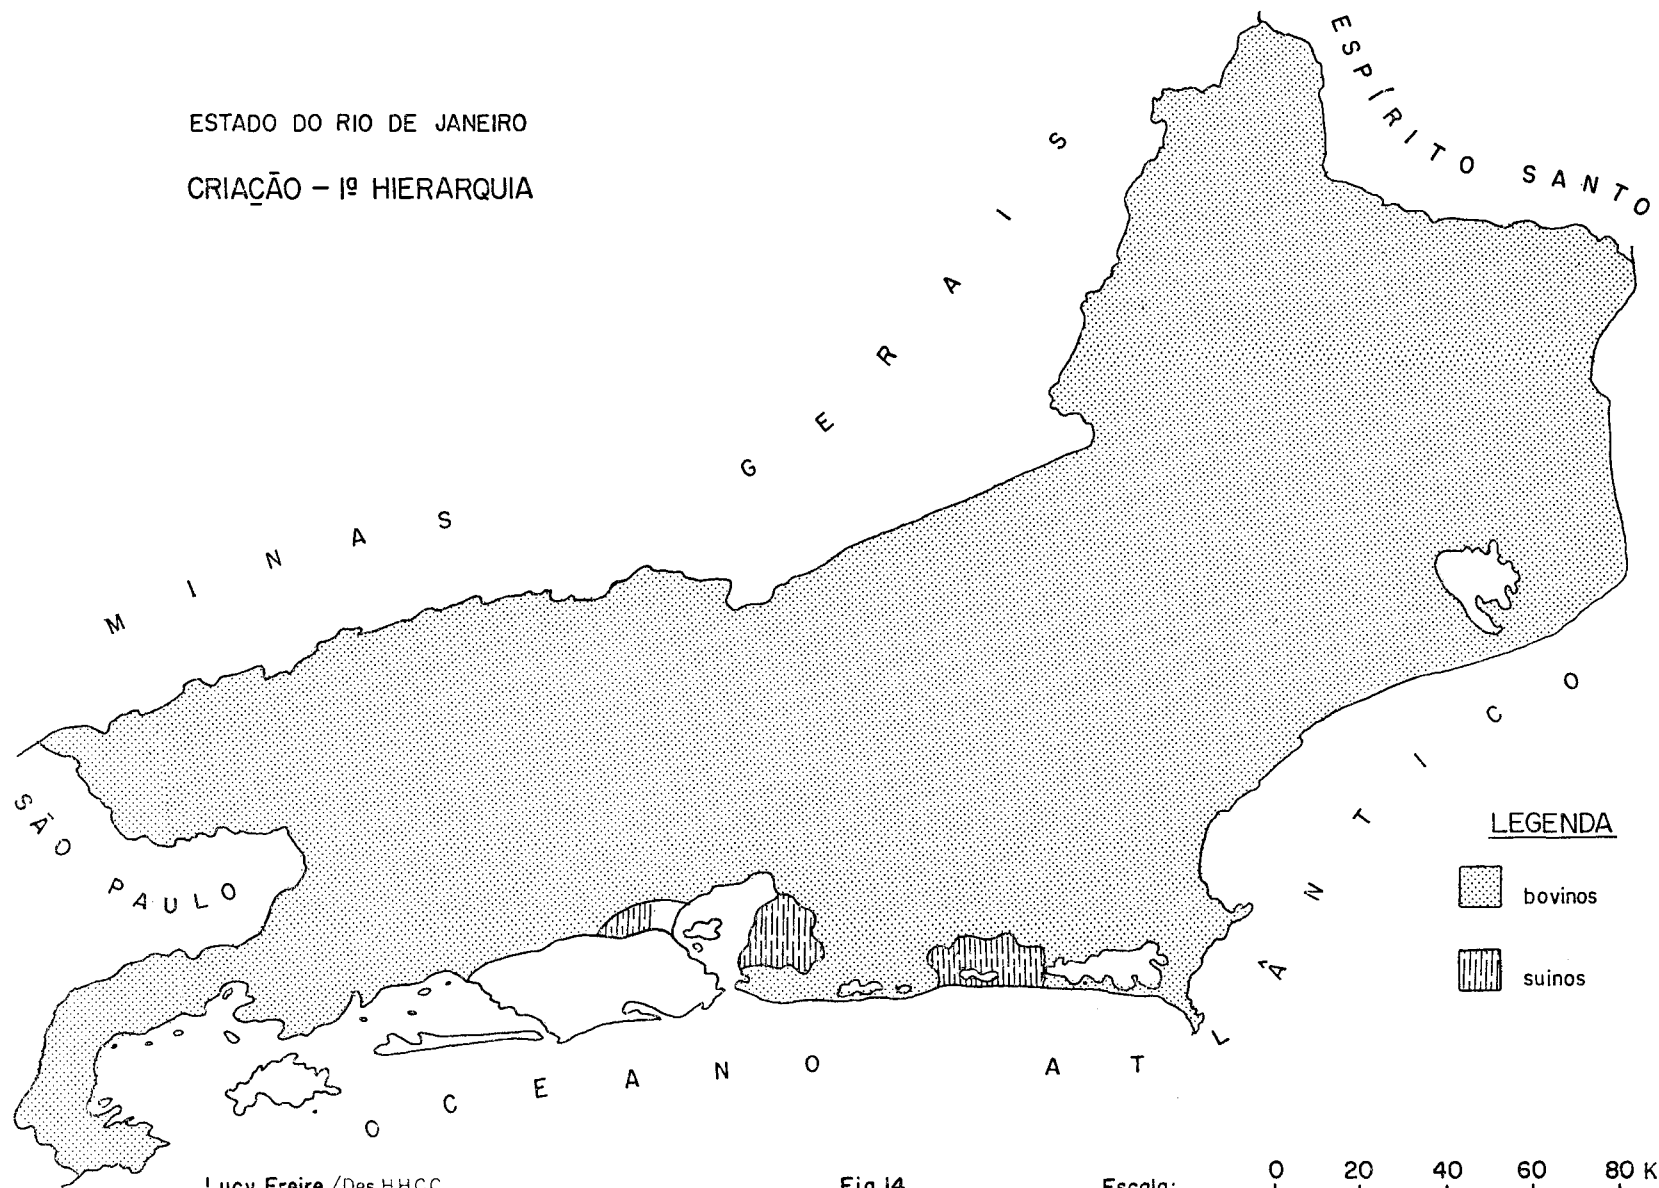 ESTADO DO RIO DE JANEIRO
CRIAÇÃO – 1º HIERARQUIA
MINAS GERAIS
ESPÍRITO SANTO
SÃO PAULO
OCEANO ATLÂNTICO
LEGENDA
bovinos
suinos
Lucy Freire /Des H.H.C.C.
Fig 14
Escala:
0 20 40 60 80 K